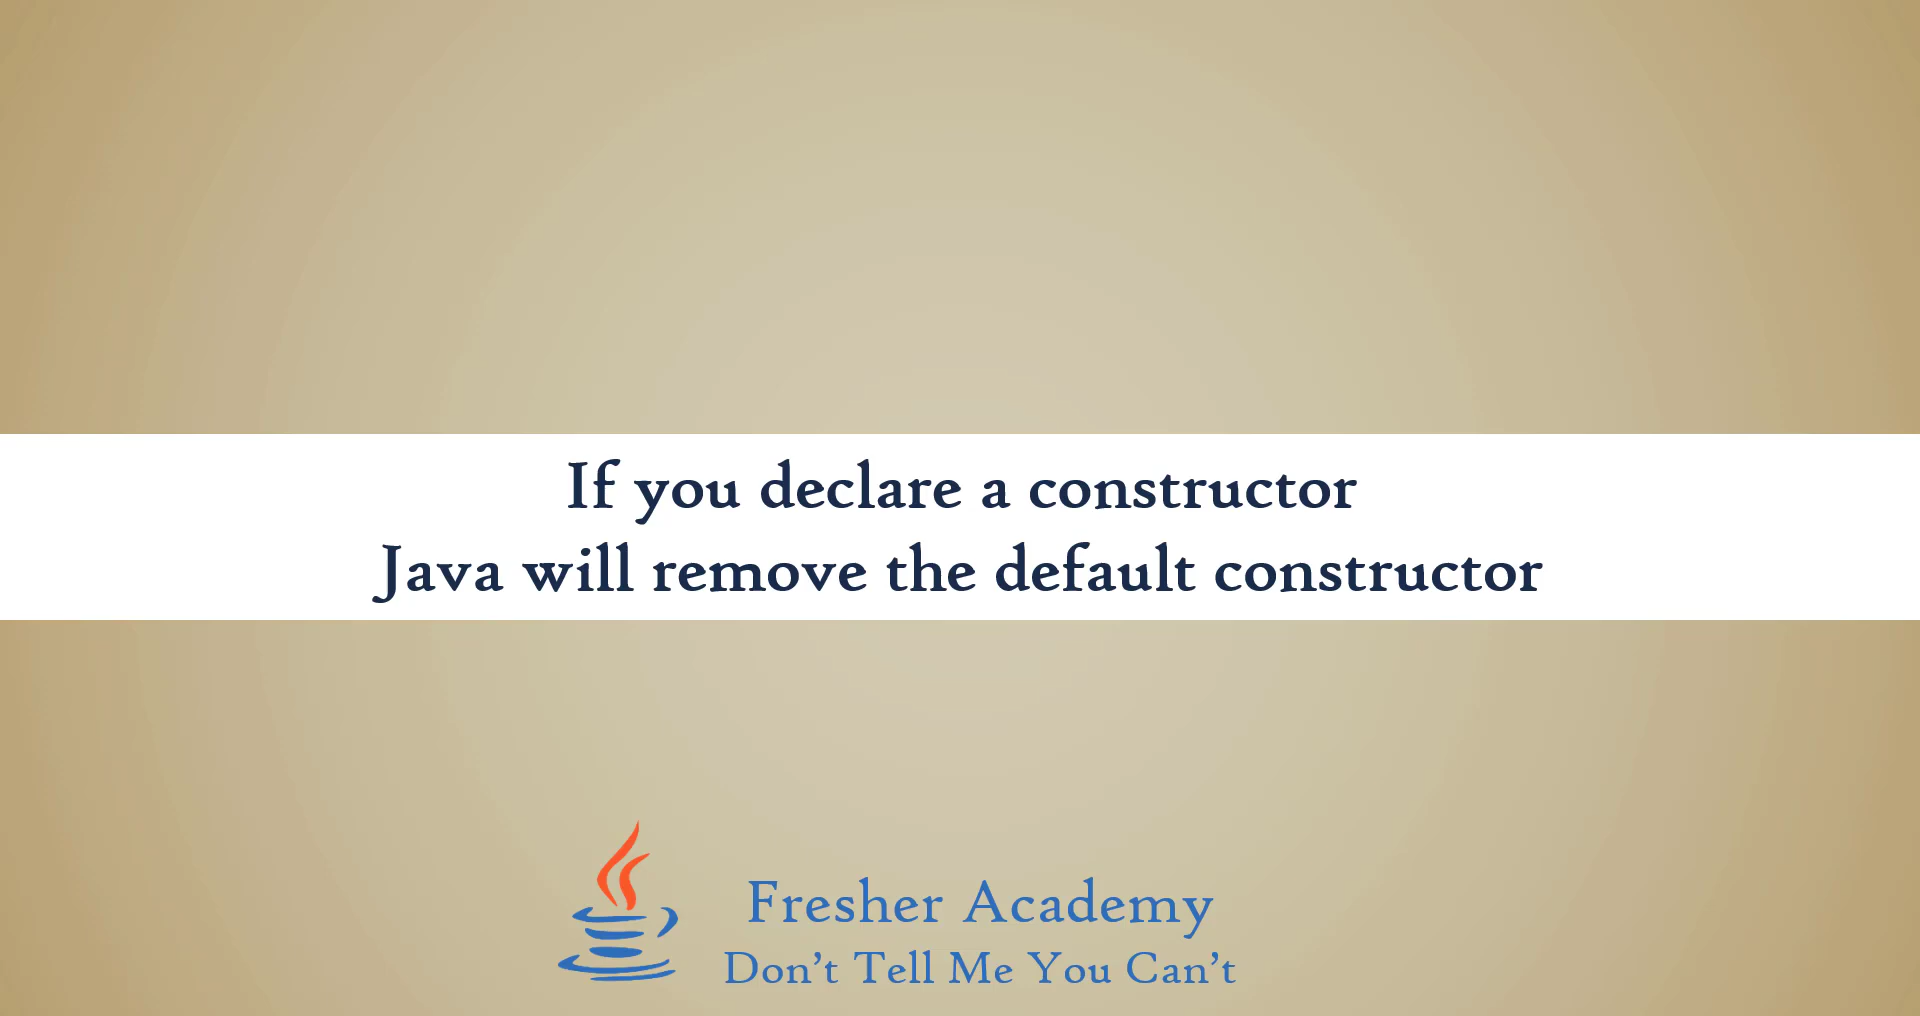 If you declare a constructor
Java will remove the default constructor
Fresher Academy
Don’t Tell Me You Can’t